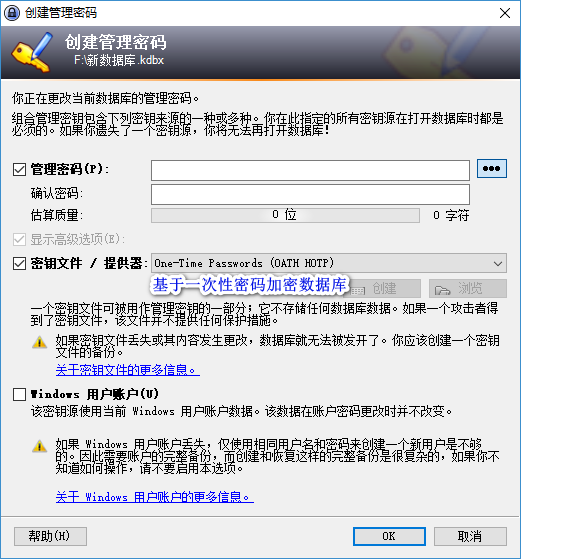 创建管理密码
创建管理密码
F:\新数据库.kdbx
你正在更改当前数据库的管理密码。
组合管理密钥包含下列密钥来源的一种或多种。你在此指定的所有密钥源在打开数据库时都是
必须的。如果你遗失了一个密钥源，你将无法再打开数据库！
管理密码(P):
确认密码:
估算质量:
0 位
0 字符
显示高级选项(E):
密钥文件 / 提供器:
One-Time Passwords (OATH HOTP)
基于一次性密码加密数据库
创建
浏览
一个密钥文件可被用作管理密钥的一部分；它不存储任何数据库数据。如果一个攻击者得
到了密钥文件，该文件并不提供任何保护措施。
如果密钥文件丢失或其内容发生更改，数据库就无法被发开了。你应该创建一个密钥
文件的备份。
关于密钥文件的更多信息。
Windows 用户账户(U)
该密钥源使用当前 Windows 用户账户数据。该数据在账户密码更改时并不改变。
如果 Windows 用户账户丢失，仅使用相同用户名和密码来创建一个新用户是不够
的。因此需要账户的完整备份，而创建和恢复这样的完整备份是很复杂的，如果你不
知道如何操作，请不要启用本选项。
关于 Windows 用户账户的更多信息。
帮助(H)
OK
取消